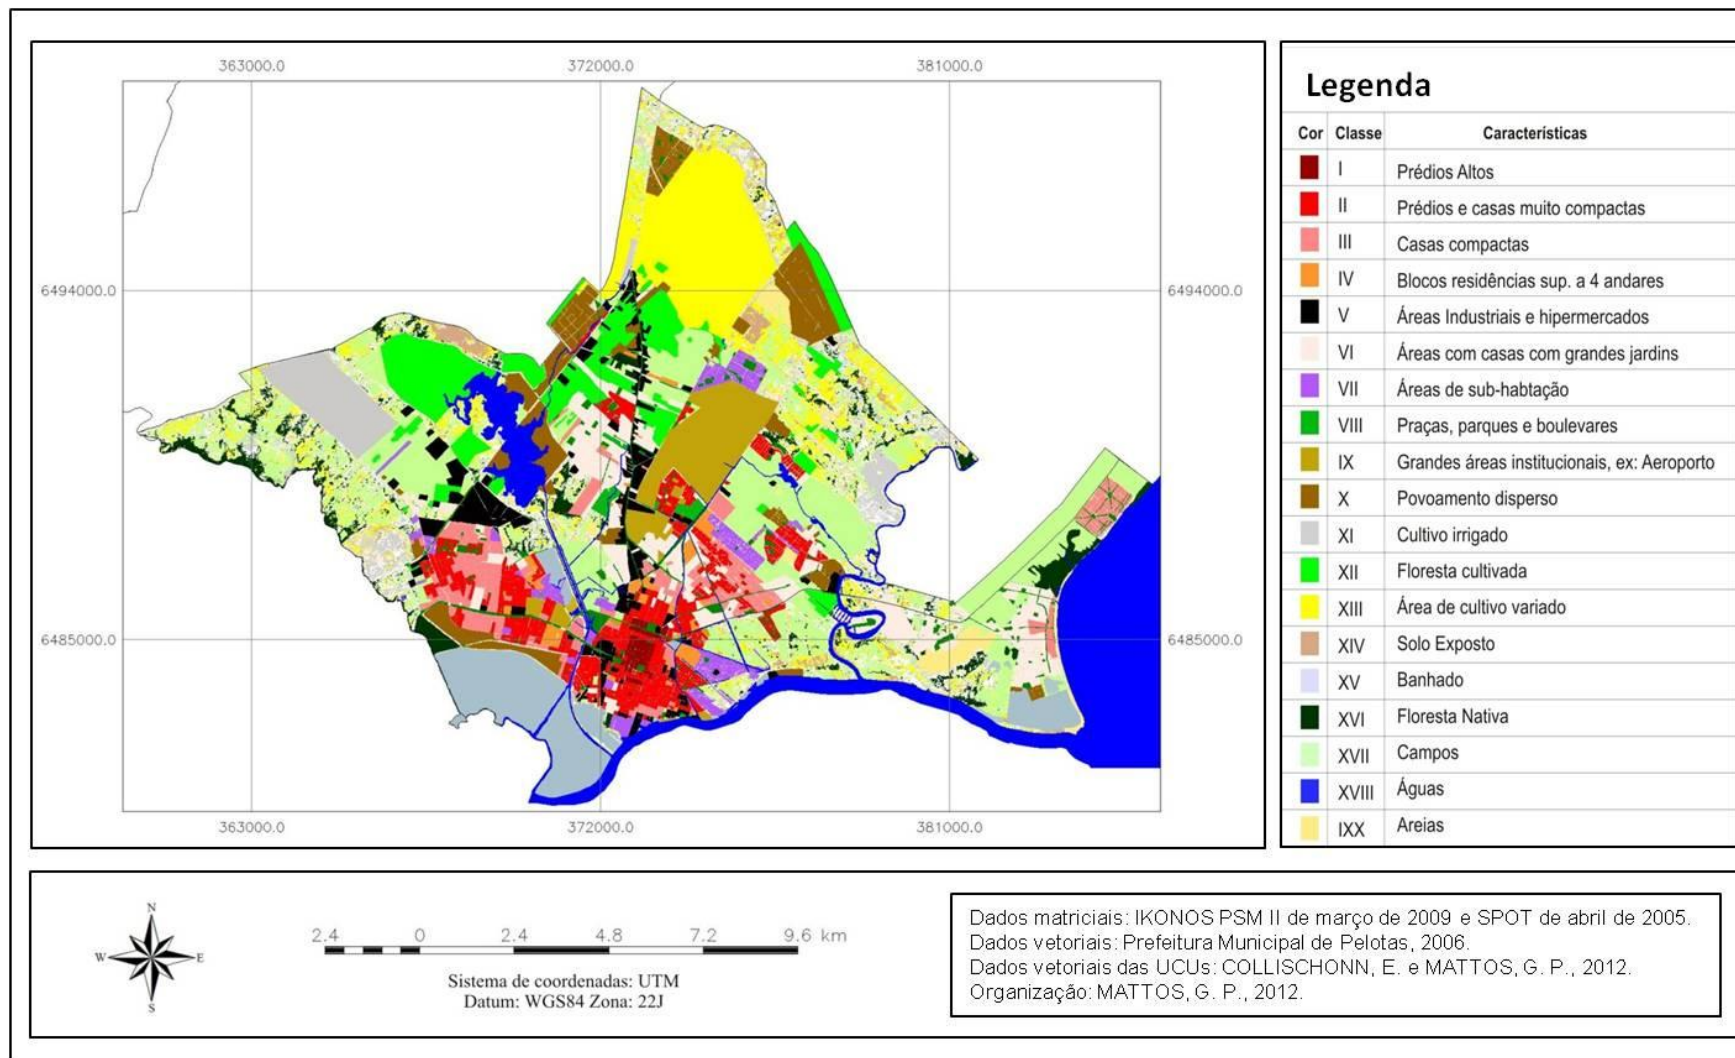 363000.0 372000.0 381000.0
6494000.0 6494000.0
6485000.0 6485000.0
363000.0 372000.0 381000.0
Legenda
Cor Classe Características
I Prédios Altos
II Prédios e casas muito compactas
III Casas compactas
IV Blocos residências sup. a 4 andares
V Áreas Industriais e hipermercados
VI Áreas com casas com grandes jardins
VII Áreas de sub-habtação
VIII Praças, parques e boulevares
IX Grandes áreas institucionais, ex: Aeroporto
X Povoamento disperso
XI Cultivo irrigado
XII Floresta cultivada
XIII Área de cultivo variado
XIV Solo Exposto
XV Banhado
XVI Floresta Nativa
XVII Campos
XVIII Águas
IXX Areias
N
W E
S
2.4 0 2.4 4.8 7.2 9.6 km
Sistema de coordenadas: UTM
Datum: WGS84 Zona: 22J
Dados matriciais: IKONOS PSM II de março de 2009 e SPOT de abril de 2005.
Dados vetoriais: Prefeitura Municipal de Pelotas, 2006.
Dados vetoriais das UCUs: COLLISCHONN, E. e MATTOS, G. P., 2012.
Organização: MATTOS, G. P., 2012.